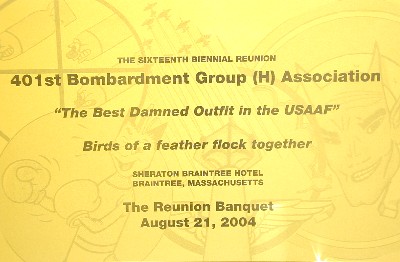 THE SIXTEENTH BIENNIAL REUNION
401st Bombardment Group (H) Association
"The Best Damned Outfit in the USAAF"
Birds of a feather flock together
SHERATON BRAINTREE HOTEL
BRAINTREE, MASSACHUSETTS
The Reunion Banquet
August 21, 2004